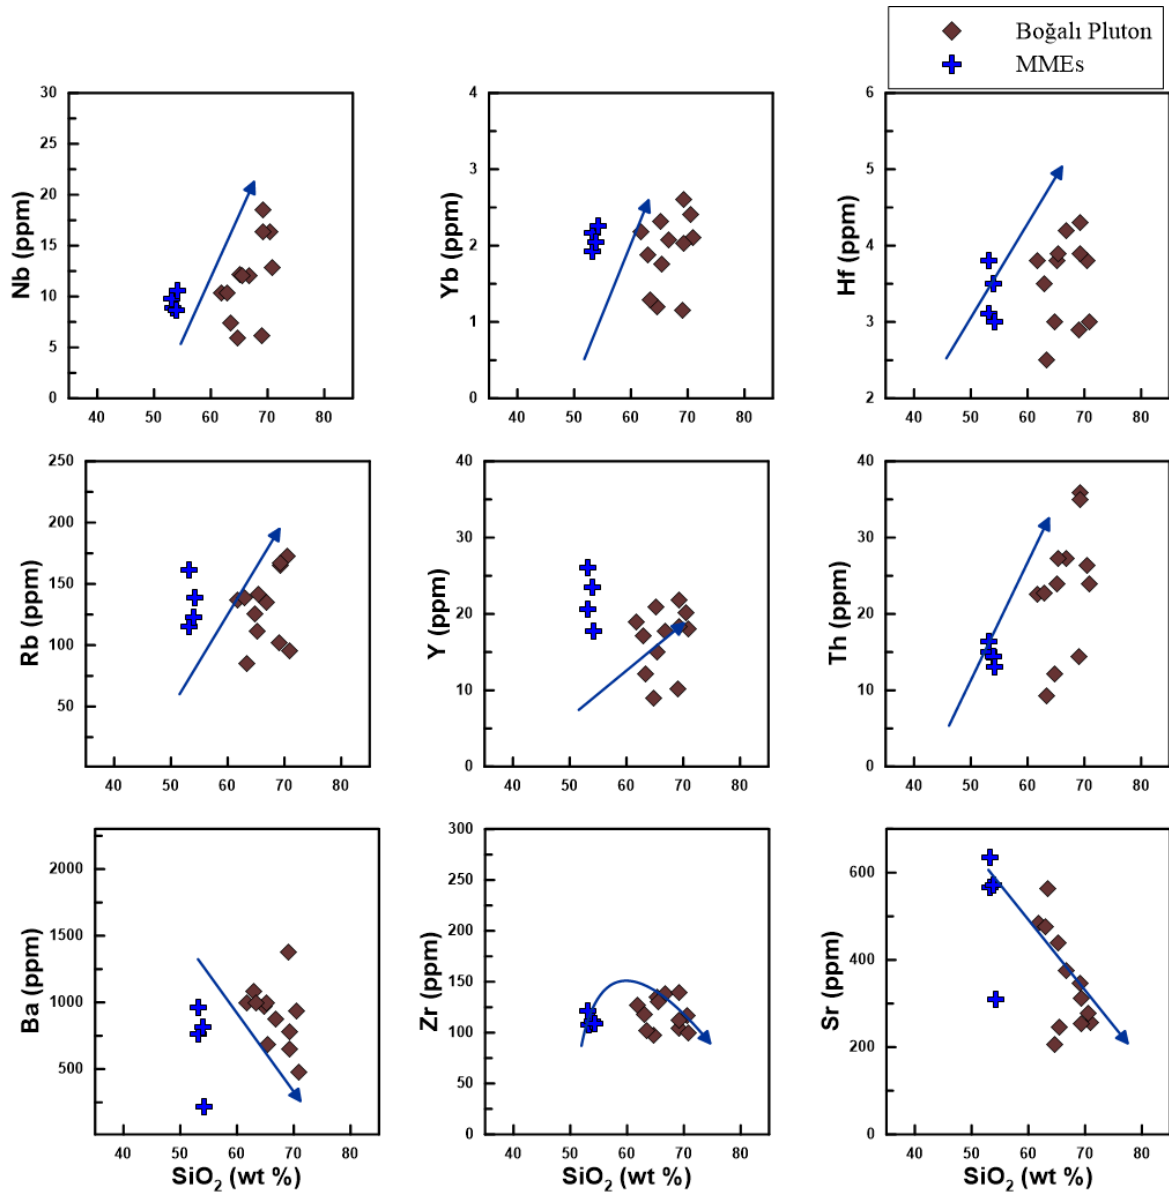 Boğalı Pluton
MMEs
30
25
20
15
10
5
0
Nb (ppm)
40 50 60 70 80
4
3
2
1
0
Yb (ppm)
40 50 60 70 80
6
5
4
3
2
Hf (ppm)
40 50 60 70 80
250
200
150
100
50
Rb (ppm)
40 50 60 70 80
40
30
20
10
0
Y (ppm)
40 50 60 70 80
40
30
20
10
0
Th (ppm)
40 50 60 70 80
2000
1500
1000
500
Ba (ppm)
40 50 60 70 80
SiO₂ (wt %)
300
250
200
150
100
50
0
Zr (ppm)
40 50 60 70 80
SiO₂ (wt %)
600
400
200
0
Sr (ppm)
40 50 60 70 80
SiO₂ (wt %)